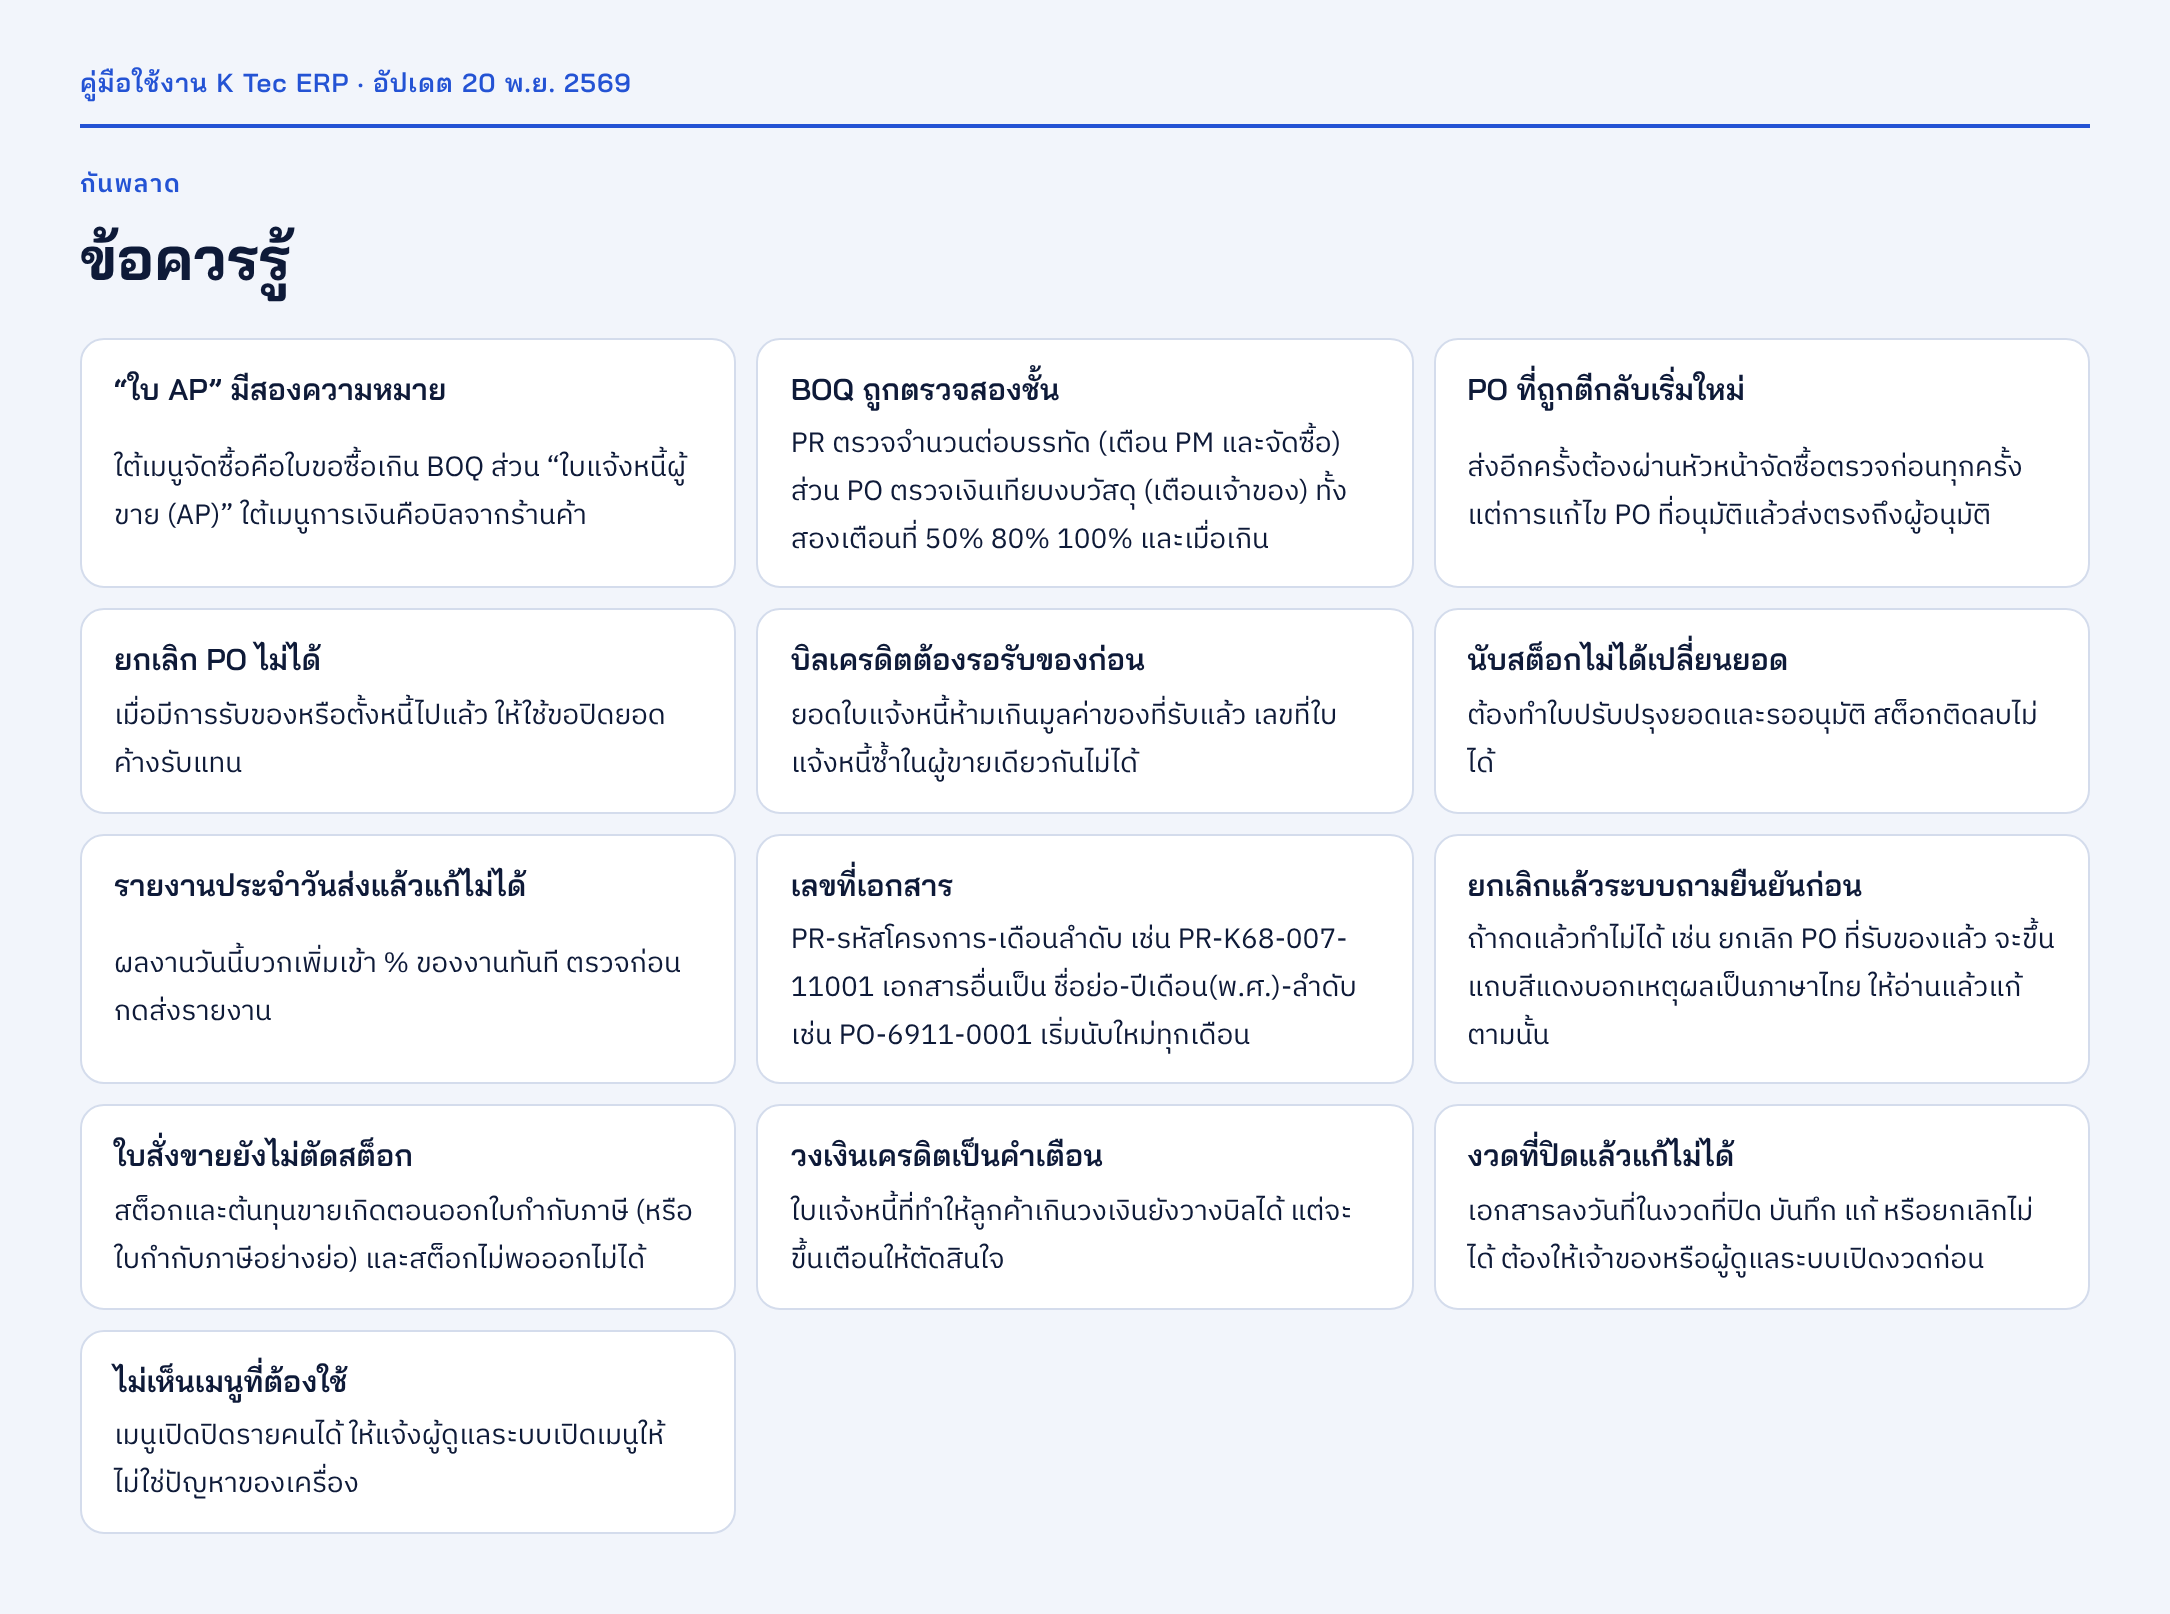 คู่มือใช้งาน K Tec ERP · อัปเดต 20 พ.ย. 2569
กันพลาด
ข้อควรรู้
“ใบ AP” มีสองความหมาย
ใต้เมนูจัดซื้อคือใบขอซื้อเกิน BOQ ส่วน “ใบแจ้งหนี้ผู้
ขาย (AP)” ใต้เมนูการเงินคือบิลจากร้านค้า
BOQ ถูกตรวจสองชั้น
PR ตรวจจำนวนต่อบรรทัด (เตือน PM และจัดซื้อ)
ส่วน PO ตรวจเงินเทียบงบวัสดุ (เตือนเจ้าของ) ทั้ง
สองเตือนที่ 50% 80% 100% และเมื่อเกิน
PO ที่ถูกตีกลับเริ่มใหม่
ส่งอีกครั้งต้องผ่านหัวหน้าจัดซื้อตรวจก่อนทุกครั้ง
แต่การแก้ไข PO ที่อนุมัติแล้วส่งตรงถึงผู้อนุมัติ
ยกเลิก PO ไม่ได้
เมื่อมีการรับของหรือตั้งหนี้ไปแล้ว ให้ใช้ขอปิดยอด
ค้างรับแทน
บิลเครดิตต้องรอรับของก่อน
ยอดใบแจ้งหนี้ห้ามเกินมูลค่าของที่รับแล้ว เลขที่ใบ
แจ้งหนี้ซ้ำในผู้ขายเดียวกันไม่ได้
นับสต็อกไม่ได้เปลี่ยนยอด
ต้องทำใบปรับปรุงยอดและรออนุมัติ สต็อกติดลบไม่
ได้
รายงานประจำวันส่งแล้วแก้ไม่ได้
ผลงานวันนี้บวกเพิ่มเข้า % ของงานทันที ตรวจก่อน
กดส่งรายงาน
เลขที่เอกสาร
PR-รหัสโครงการ-เดือนลำดับ เช่น PR-K68-007-
11001 เอกสารอื่นเป็น ชื่อย่อ-ปีเดือน(พ.ศ.)-ลำดับ
เช่น PO-6911-0001 เริ่มนับใหม่ทุกเดือน
ยกเลิกแล้วระบบถามยืนยันก่อน
ถ้ากดแล้วทำไม่ได้ เช่น ยกเลิก PO ที่รับของแล้ว จะขึ้น
แถบสีแดงบอกเหตุผลเป็นภาษาไทย ให้อ่านแล้วแก้
ตามนั้น
ใบสั่งขายยังไม่ตัดสต็อก
สต็อกและต้นทุนขายเกิดตอนออกใบกำกับภาษี (หรือ
ใบกำกับภาษีอย่างย่อ) และสต็อกไม่พอออกไม่ได้
วงเงินเครดิตเป็นคำเตือน
ใบแจ้งหนี้ที่ทำให้ลูกค้าเกินวงเงินยังวางบิลได้ แต่จะ
ขึ้นเตือนให้ตัดสินใจ
งวดที่ปิดแล้วแก้ไม่ได้
เอกสารลงวันที่ในงวดที่ปิด บันทึก แก้ หรือยกเลิกไม่
ได้ ต้องให้เจ้าของหรือผู้ดูแลระบบเปิดงวดก่อน
ไม่เห็นเมนูที่ต้องใช้
เมนูเปิดปิดรายคนได้ ให้แจ้งผู้ดูแลระบบเปิดเมนูให้
ไม่ใช่ปัญหาของเครื่อง